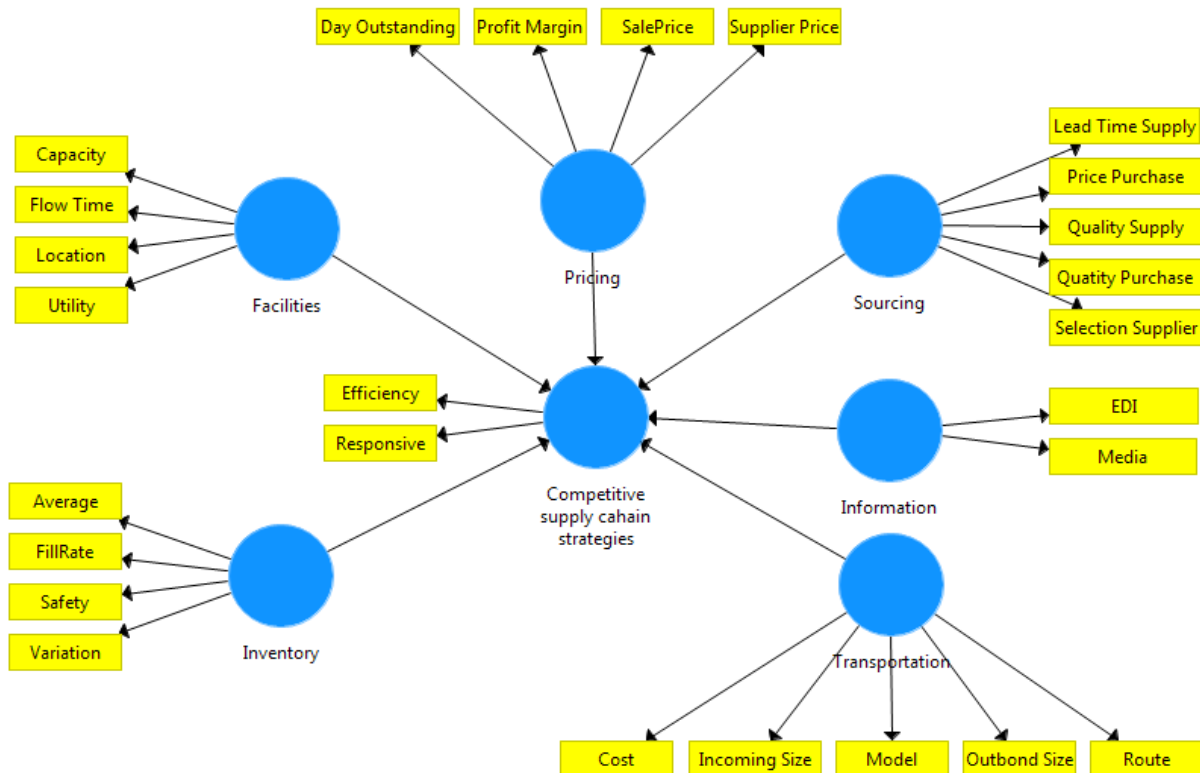 Day Outstanding
Profit Margin
SalePrice
Supplier Price
Capacity
Flow Time
Location
Utility
Facilities
Pricing
Lead Time Supply
Price Purchase
Quality Supply
Quatity Purchase
Selection Supplier
Sourcing
Efficiency
Responsive
Competitive
supply cahain
strategies
EDI
Media
Information
Average
FillRate
Safety
Variation
Inventory
Transportation
Cost
Incoming Size
Model
Outbond Size
Route